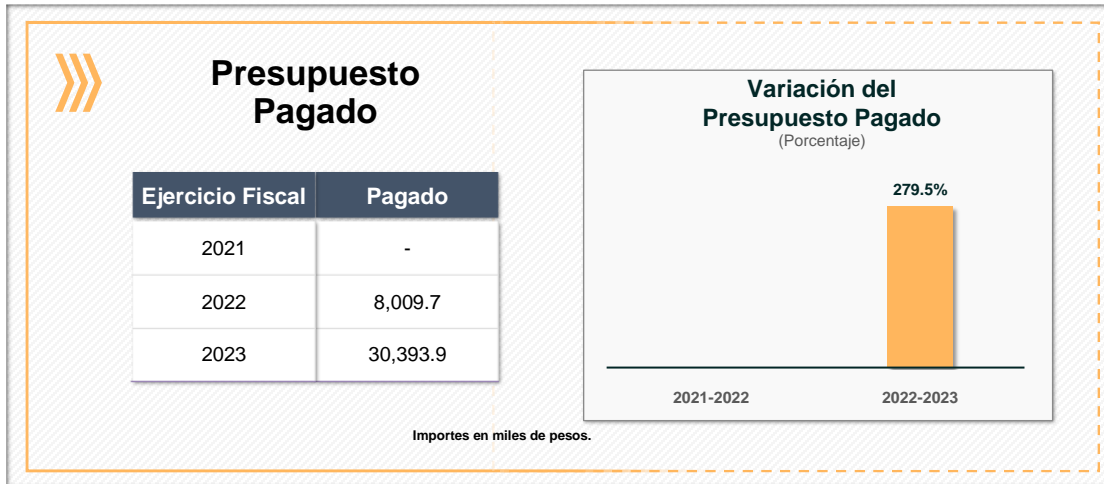 Presupuesto
Pagado
Ejercicio Fiscal Pagado
2021 -
2022 8,009.7
2023 30,393.9
Variación del
Presupuesto Pagado
(Porcentaje)
279.5%
2021-2022 2022-2023
Importes en miles de pesos.